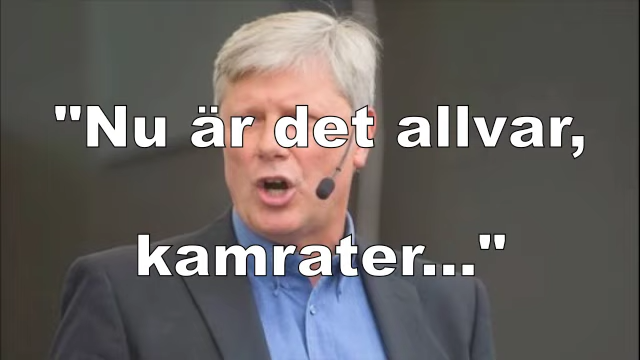 "Nu är det allvar,
kamrater..."